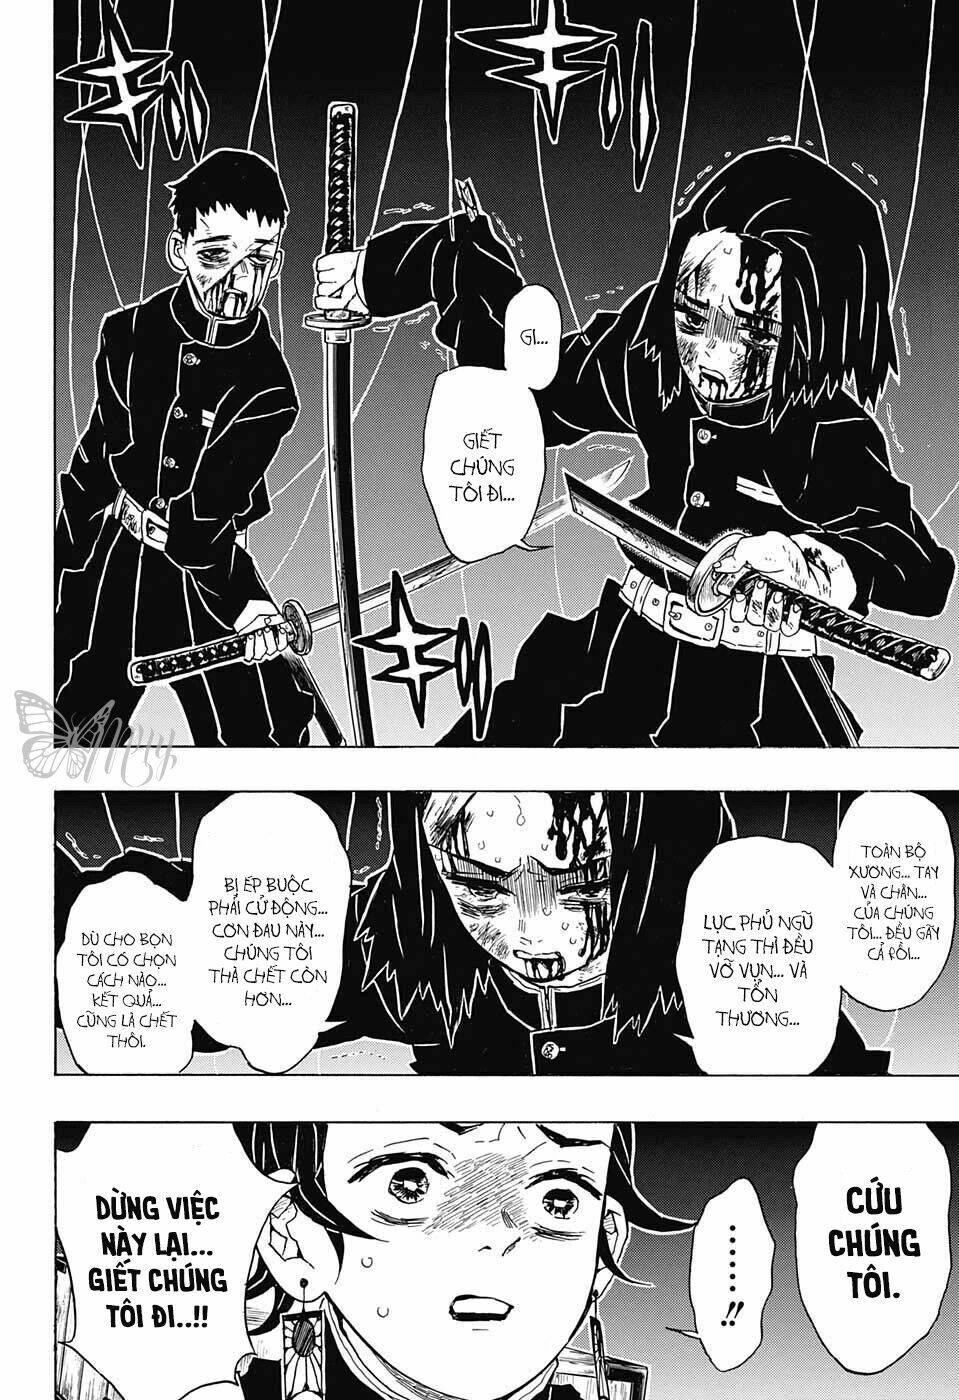 GI...
GIẾT
CHÚNG
TÔI ĐI...
TOÀN BỘ
XƯƠNG... TAY
VÀ CHÂN...
CỦA CHÚNG
TÔI... ĐỀU GÃY
CẢ RỒI...
LỤC PHỦ NGŨ
TẠNG THÌ ĐỀU
VỠ VỤN... VÀ
TỔN
THƯƠNG...
BỊ ÉP BUỘC
PHẢI CỬ ĐỘNG...
CƠN ĐAU NÀY...
CHÚNG TÔI
THÀ CHẾT CÒN
HƠN...
DÙ CHO BỌN
TÔI CÓ CHỌN
CÁCH NÀO...
KẾT QUẢ...
CŨNG LÀ CHẾT
THÔI.
CỨU
CHÚNG
TÔI.
......!!
DỪNG VIỆC
NÀY LẠI...
GIẾT CHÚNG
TÔI ĐI..!!